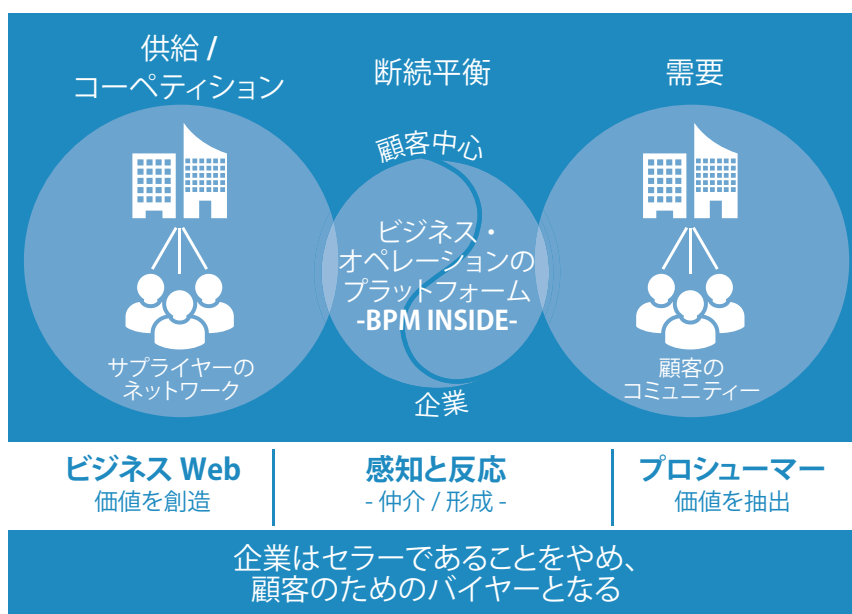 供給 /
コーペティション
断続平衡
需要
顧客中心
ビジネス・
オペレーションの
プラットフォーム
-BPM INSIDE-
企業
サプライヤーの
ネットワーク
顧客の
コミュニティー
ビジネス Web
価値を創造
感知と反応
- 仲介 / 形成 -
プロシューマー
価値を抽出
企業はセラーであることをやめ、
顧客のためのバイヤーとなる